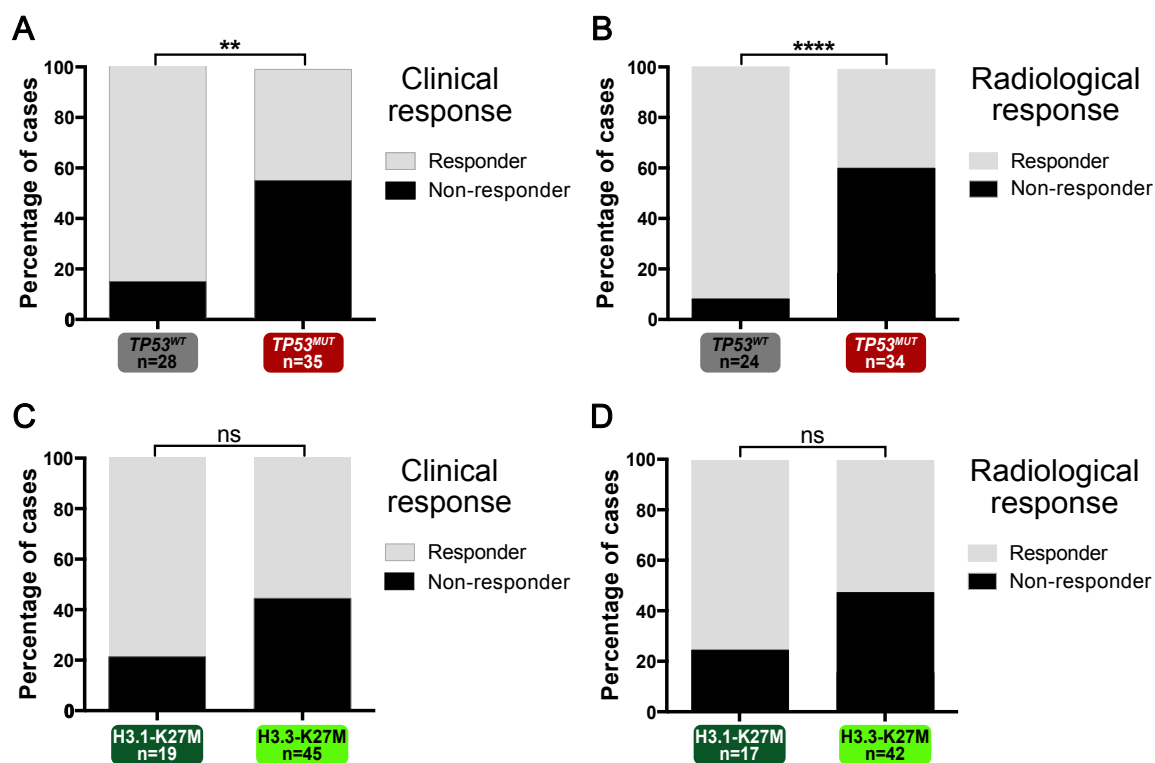 A
**
Percentage of cases
100
80
60
40
20
0
TP53WT
n=28
TP53MUT
n=35
Clinical
response
Responder
Non-responder
B
****
Percentage of cases
100
80
60
40
20
0
TP53WT
n=24
TP53MUT
n=34
Radiological
response
Responder
Non-responder
C
ns
Percentage of cases
100
80
60
40
20
0
H3.1-K27M
n=19
H3.3-K27M
n=45
Clinical
response
Responder
Non-responder
D
ns
Percentage of cases
100
80
60
40
20
0
H3.1-K27M
n=17
H3.3-K27M
n=42
Radiological
response
Responder
Non-responder